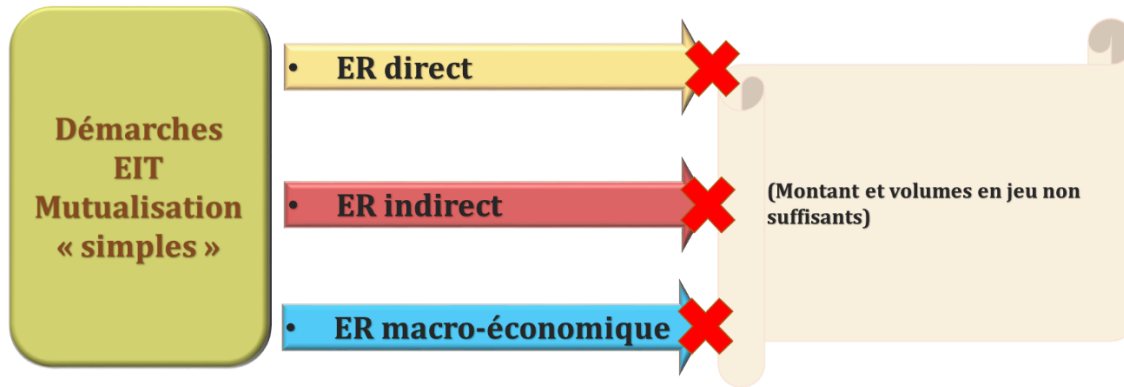 Démarches
EIT
Mutualisation
« simples »
• ER direct
• ER indirect
• ER macro-économique
(Montant et volumes en jeu non
suffisants)